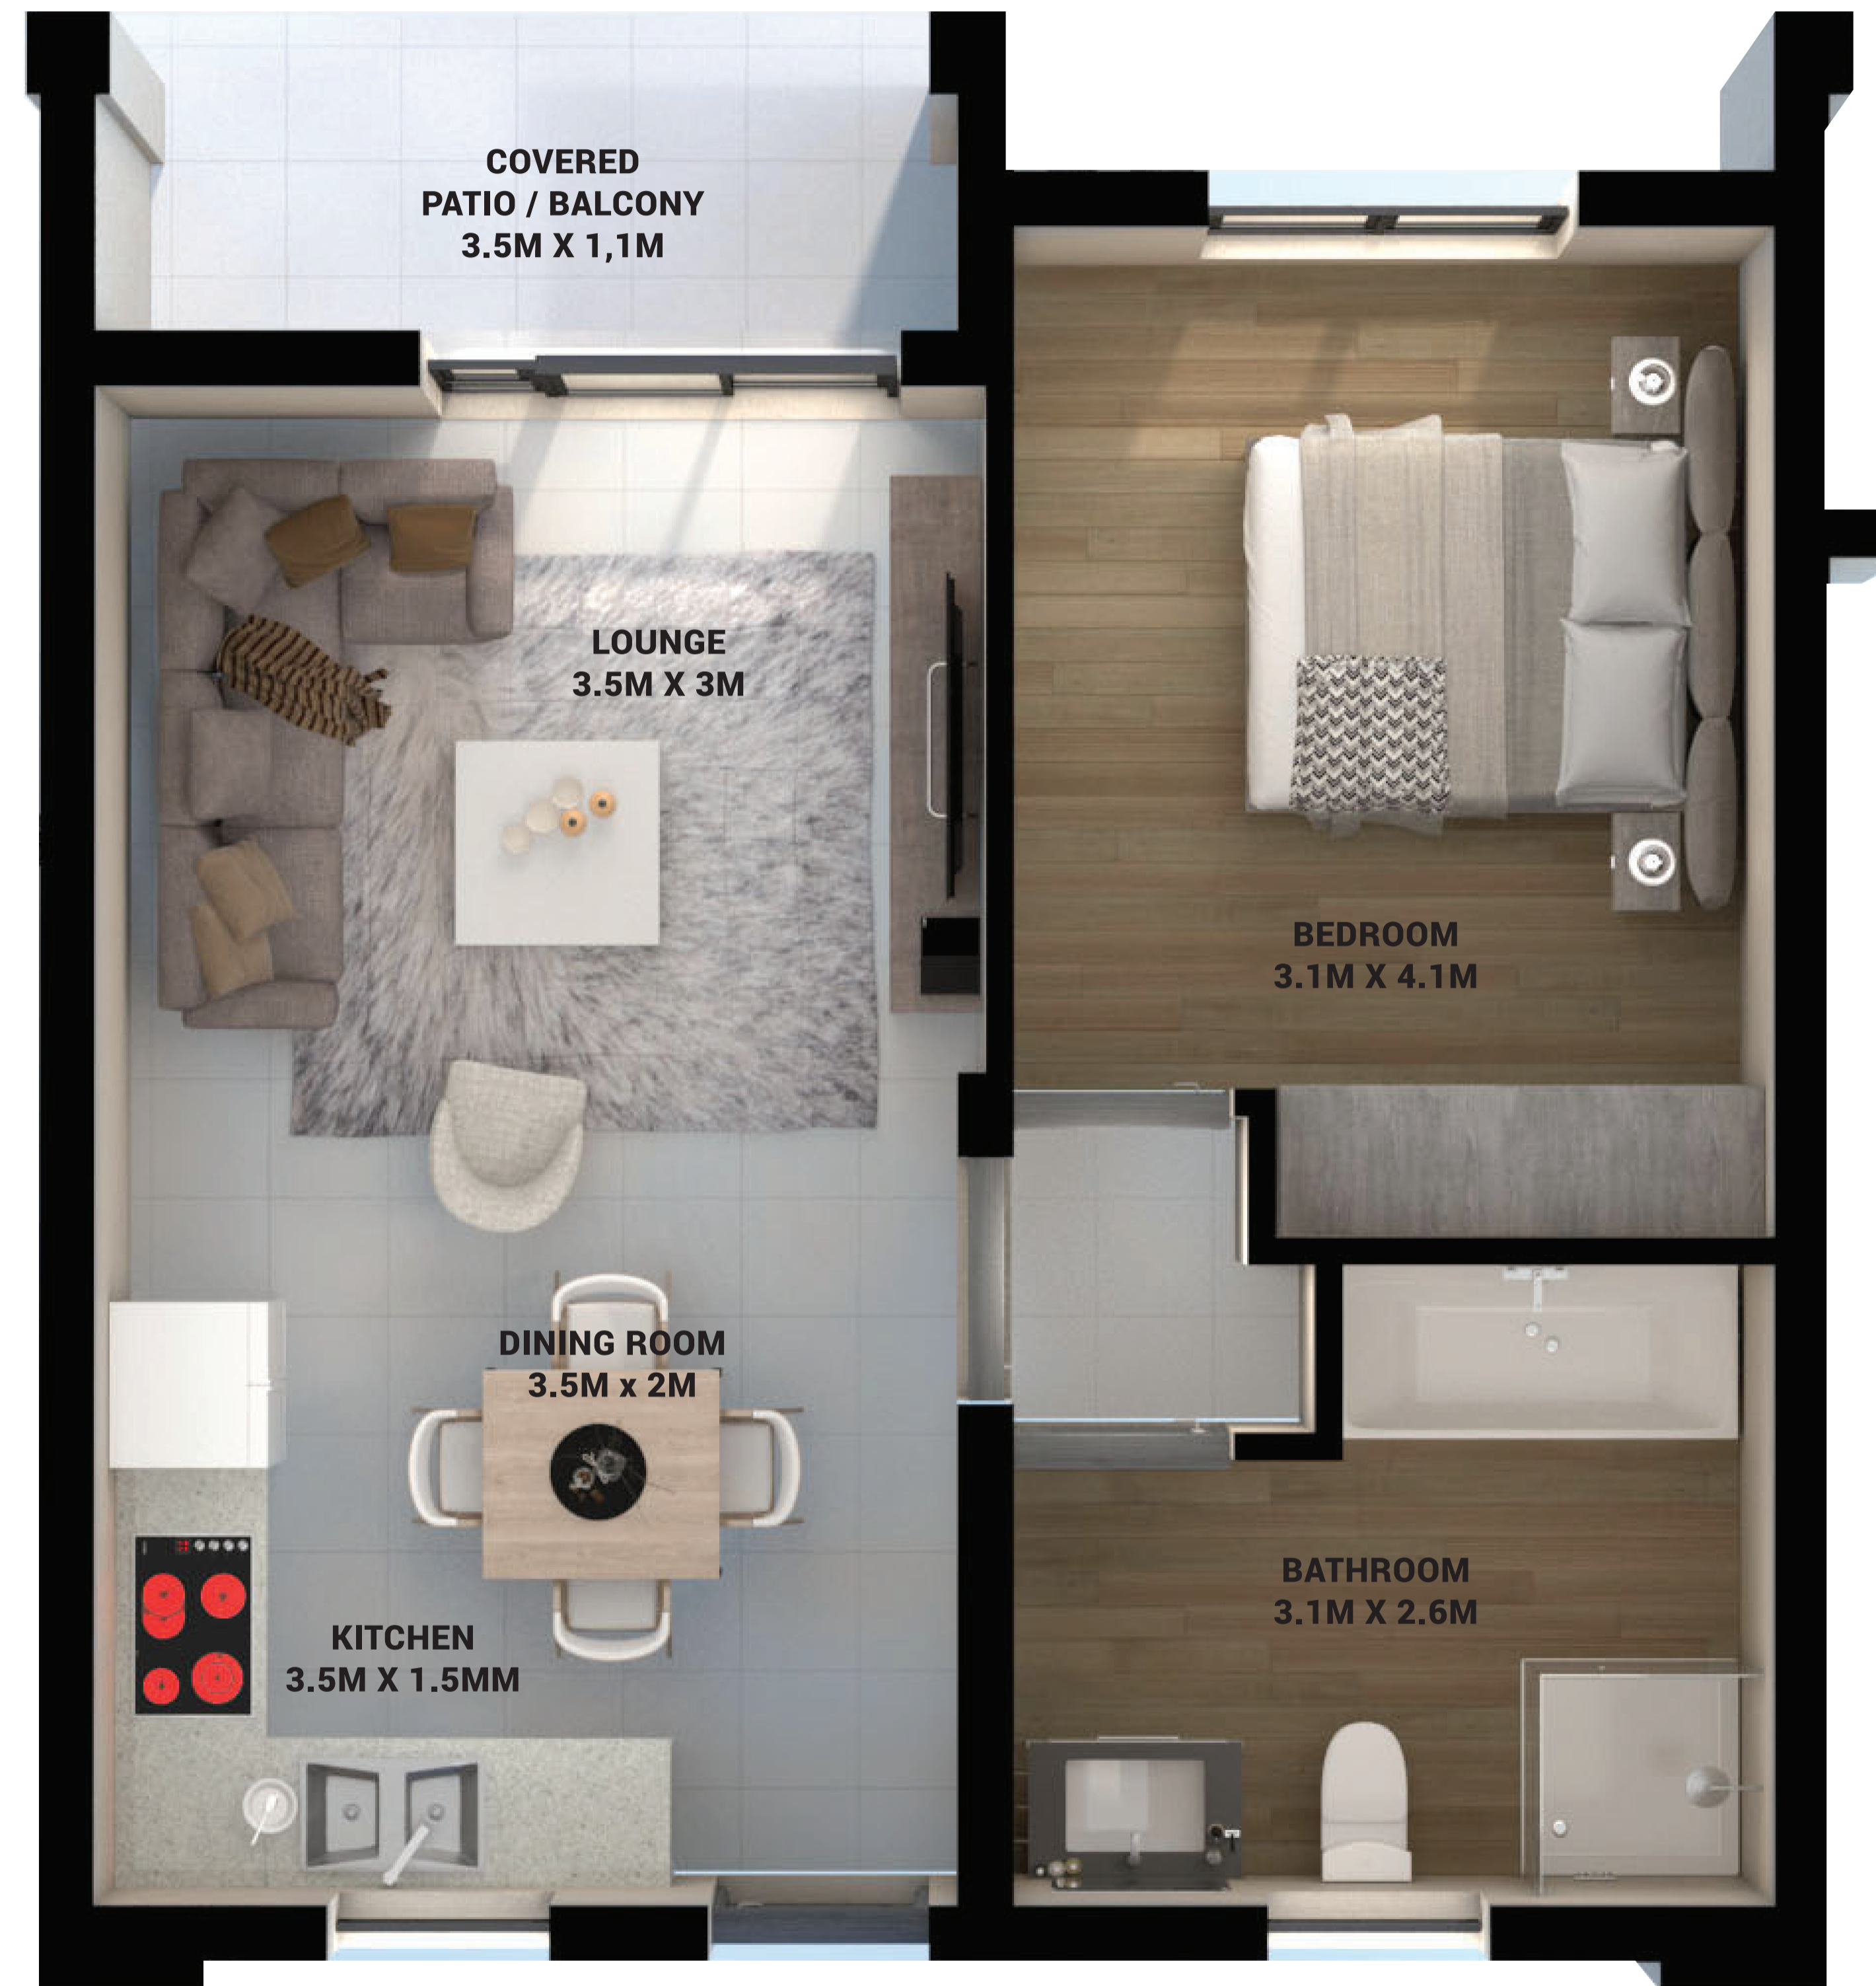 COVERED
PATIO / BALCONY
3.5M X 1,1M
LOUNGE
3.5M X 3M
BEDROOM
3.1M X 4.1M
DINING ROOM
3.5M x 2M
BATHROOM
3.1M X 2.6M
KITCHEN
3.5M X 1.5MM